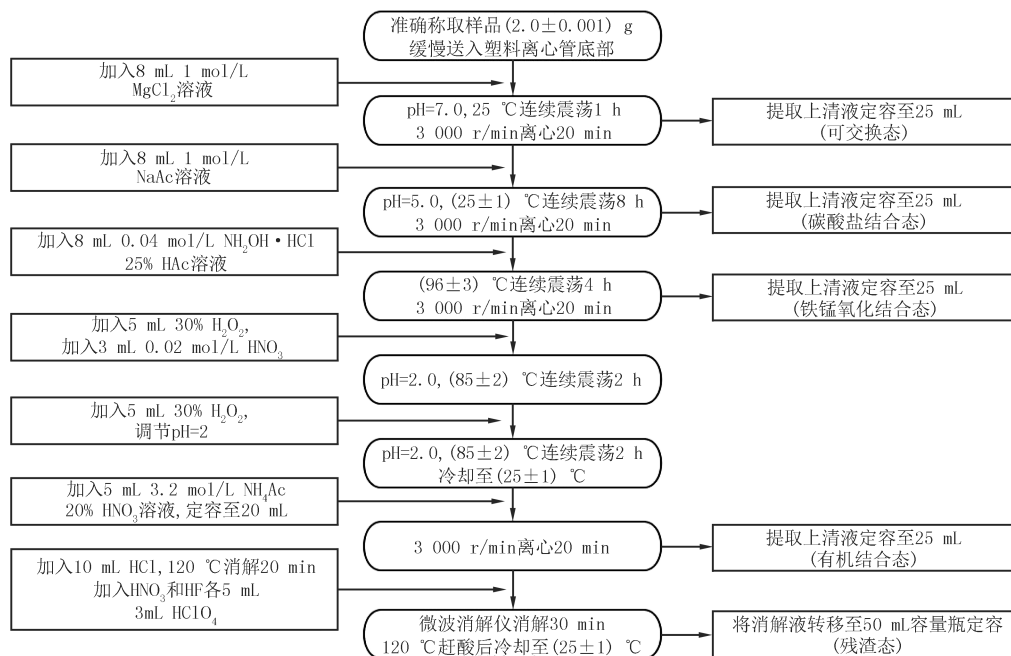 准确称取样品(2.0±0.001) g
缓慢送入塑料离心管底部
加入8 mL 1 mol/L
MgCl₂溶液
pH=7.0,25 ℃连续震荡1 h
3 000 r/min离心20 min
提取上清液定容至25 mL
(可交换态)
加入8 mL 1 mol/L
NaAc溶液
pH=5.0,(25±1) ℃连续震荡8 h
3 000 r/min离心20 min
提取上清液定容至25 mL
(碳酸盐结合态)
加入8 mL 0.04 mol/L NH₂OH·HCl
25% HAc溶液
(96±3) ℃连续震荡4 h
3 000 r/min离心20 min
提取上清液定容至25 mL
(铁锰氧化结合态)
加入5 mL 30% H₂O₂,
加入3 mL 0.02 mol/L HNO₃
pH=2.0,(85±2) ℃连续震荡2 h
加入5 mL 30% H₂O₂,
调节pH=2
pH=2.0,(85±2) ℃连续震荡2 h
冷却至(25±1) ℃
加入5 mL 3.2 mol/L NH₄Ac
20% HNO₃溶液,定容至20 mL
3 000 r/min离心20 min
提取上清液定容至25 mL
(有机结合态)
加入10 mL HCl,120 ℃消解20 min
加入HNO₃和HF各5 mL
3mL HClO₄
微波消解仪消解30 min
120 ℃赶酸后冷却至(25±1) ℃
将消解液转移至50 mL容量瓶定容
(残渣态)